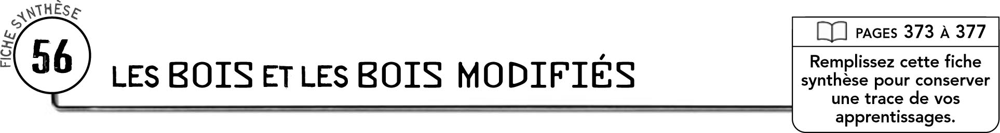 FICHE SYNTHÈSE
56
LES BOIS ET LES BOIS MODIFIÉS
PAGES 373 À 377
Remplissez cette fiche
synthèse pour conserver
une trace de vos
apprentissages.